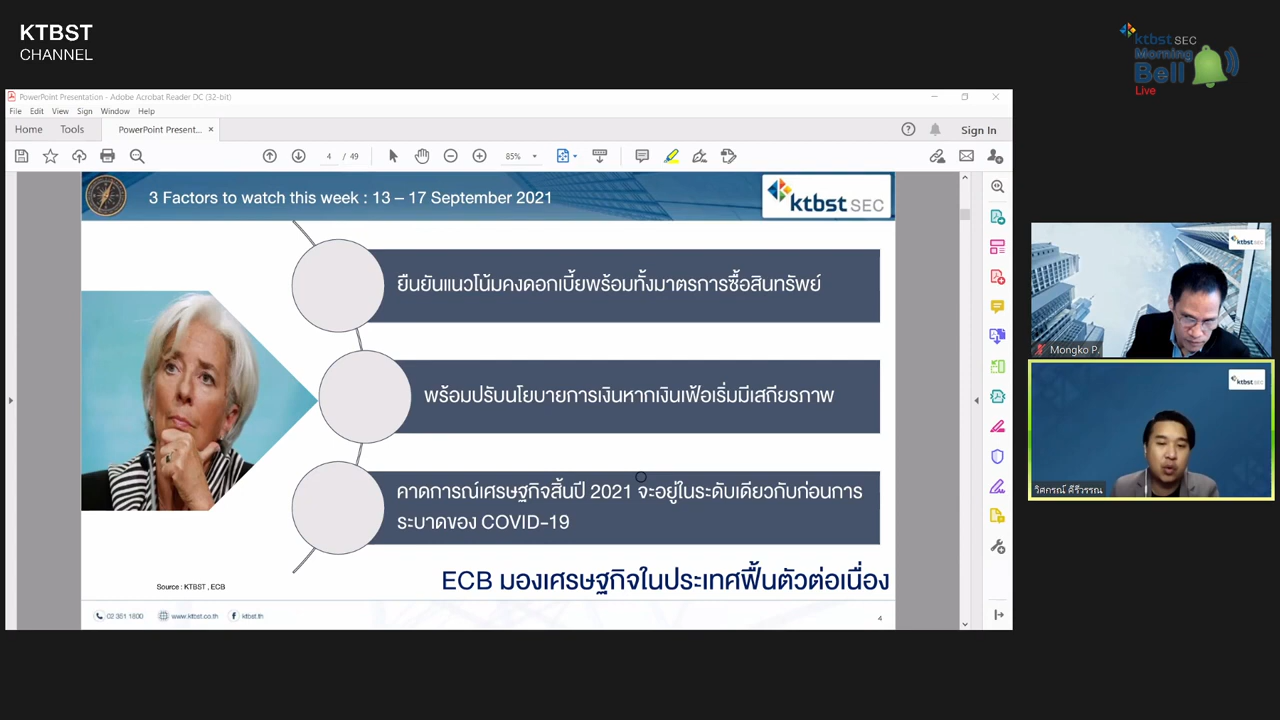 KTBST
CHANNEL
ktbst SEC
Morning
Bell
Live
PowerPoint Presentation - Adobe Acrobat Reader DC (32-bit)
File Edit View Sign Window Help
Home Tools PowerPoint Present... × Sign In
4 / 49 85%
3 Factors to watch this week : 13 – 17 September 2021
ktbst SEC
ยืนยันแนวโน้มคงดอกเบี้ยพร้อมทั้งมาตรการซื้อสินทรัพย์
พร้อมปรับนโยบายการเงินหากเงินเฟ้อเริ่มมีเสถียรภาพ
คาดการณ์เศรษฐกิจสิ้นปี 2021 จะอยู่ในระดับเดียวกับก่อนการ
ระบาดของ COVID-19
Source : KTBST , ECB
ECB มองเศรษฐกิจในประเทศฟื้นตัวต่อเนื่อง
02 351 1800 www.ktbst.co.th ktbst.th
4
ktbst SEC
Mongko P.
ktbst SEC
วิศกรณ์ คีรีวรรณ